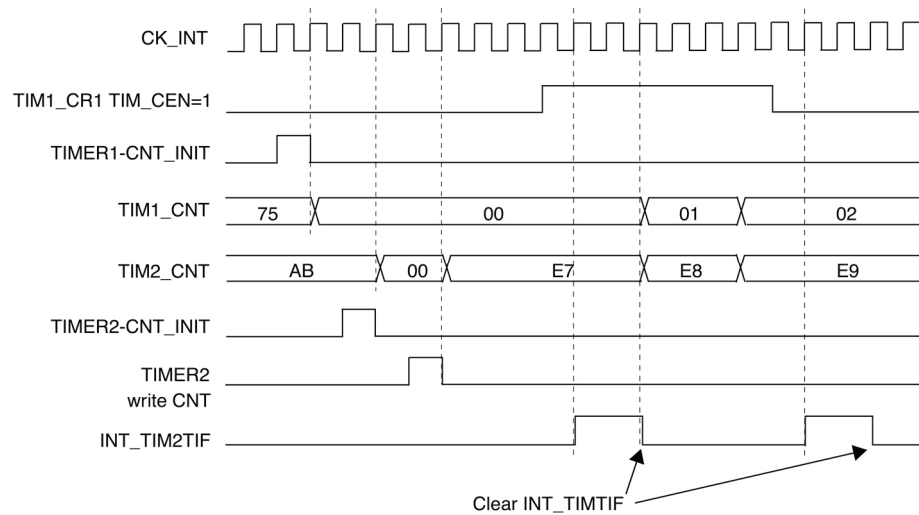 CK_INT
TIM1_CR1 TIM_CEN=1
TIMER1-CNT_INIT
TIM1_CNT
75
00
01
02
TIM2_CNT
AB
00
E7
E8
E9
TIMER2-CNT_INIT
TIMER2
write CNT
INT_TIM2TIF
Clear INT_TIMTIF